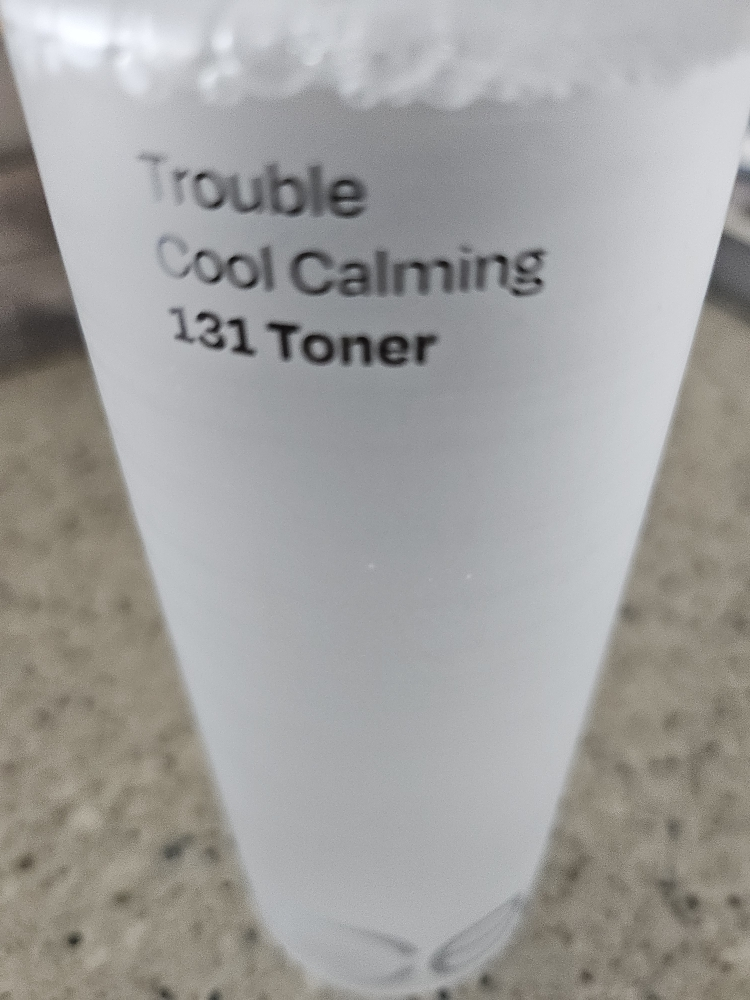 Trouble
Cool Calming
131 Toner